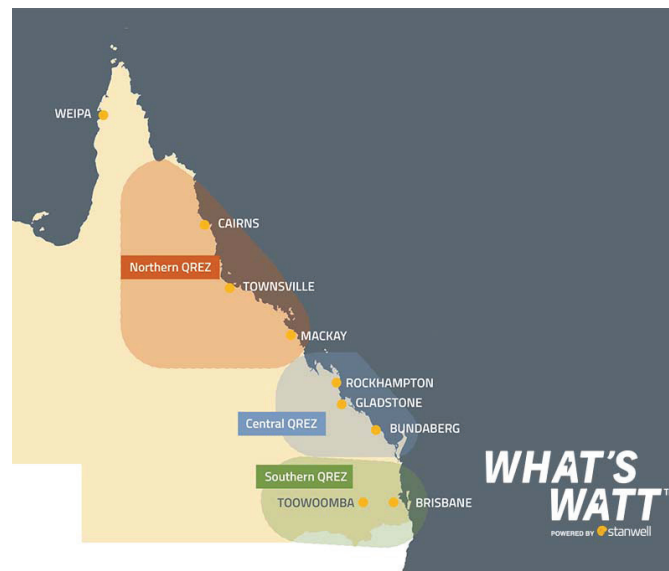 WEIPA
CAIRNS
Northern QREZ
TOWNSVILLE
MACKAY
ROCKHAMPTON
GLADSTONE
Central QREZ
BUNDABERG
Southern QREZ
TOOWOOMBA
BRISBANE
WHAT'S
WATT™
POWERED BY stanwell